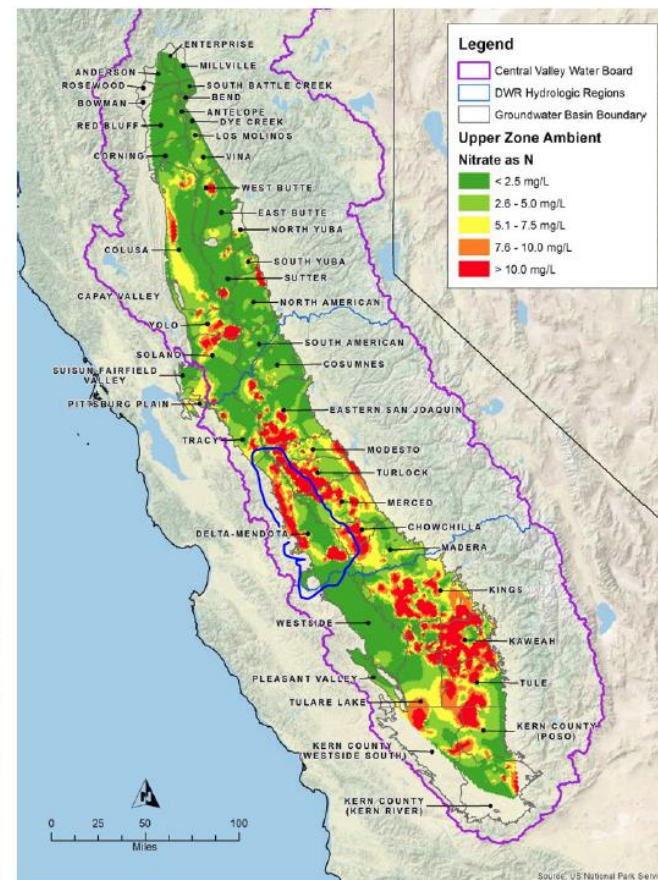 Legend
Central Valley Water Board
DWR Hydrologic Regions
Groundwater Basin Boundary
Upper Zone Ambient
Nitrate as N
< 2.5 mg/L
2.6 - 5.0 mg/L
5.1 - 7.5 mg/L
7.6 - 10.0 mg/L
> 10.0 mg/L
ENTERPRISE
ANDERSON
MILLVILLE
ROSEWOOD
SOUTH BATTLE CREEK
BOWMAN
BEND
ANTELOPE
DYE CREEK
RED BLUFF
LOS MOLINOS
CORNING
VINA
WEST BUTTE
EAST BUTTE
NORTH YUBA
COLUSA
SOUTH YUBA
SUTTER
CAPAY VALLEY
NORTH AMERICAN
YOLO
SOUTH AMERICAN
SOLANO
COSUMNES
SUISUN FAIRFIELD
VALLEY
PITTSBURG PLAIN
EASTERN SAN JOAQUIN
TRACY
MODESTO
TURLOCK
MERCED
CHOWCHILLA
DELTA-MENDOTA
MADERA
KINGS
WESTSIDE
KAWEAH
PLEASANT VALLEY
TULE
TULARE LAKE
KERN COUNTY
(POSO)
KERN COUNTY
(WESTSIDE SOUTH)
KERN COUNTY
(KERN RIVER)
N
0 25 50 100
Miles
Source: US National Park Servi